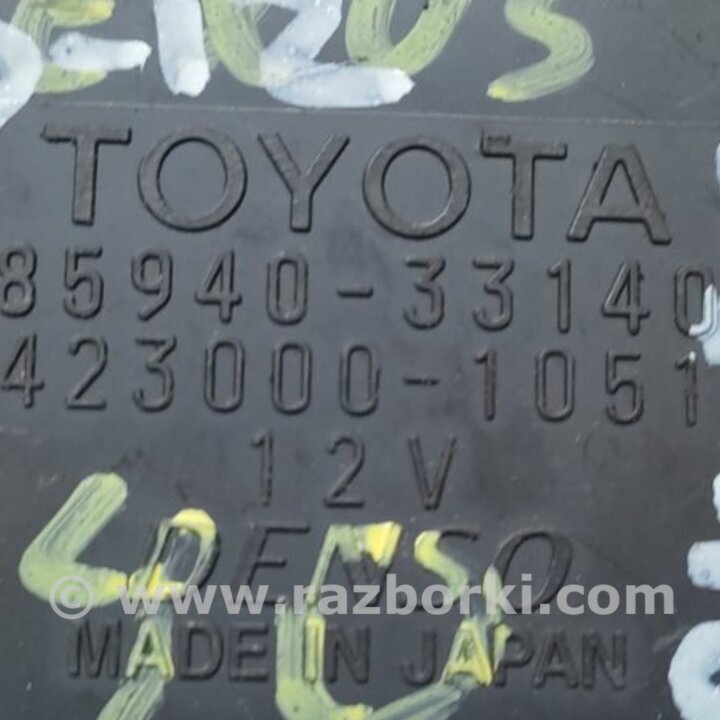 TOYOTA
85940-33140
423000-1051
12V
DENSO
© www.razborki.com
MADE IN JAPAN